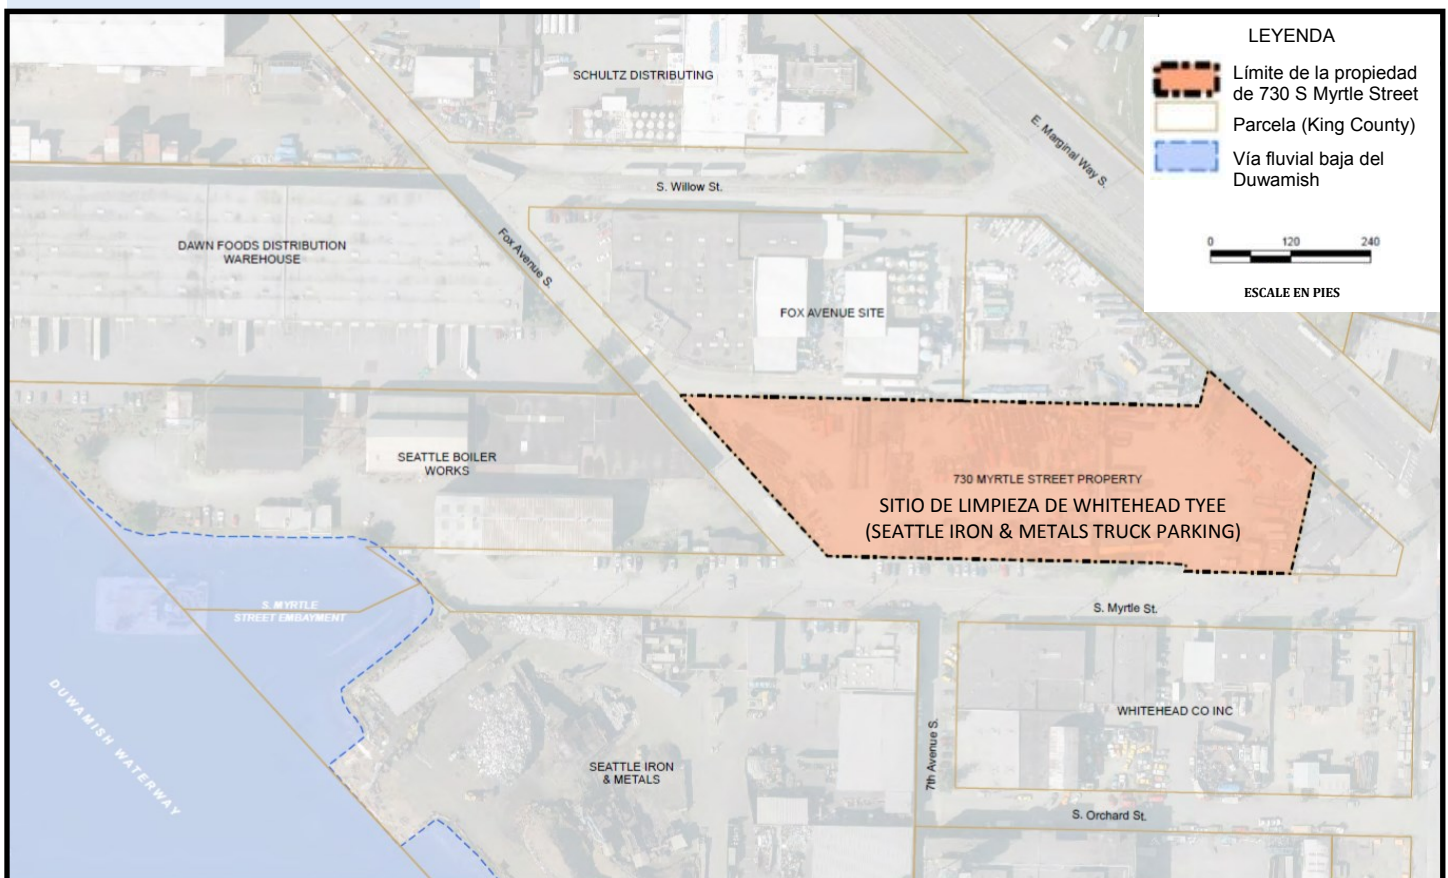 LEYENDA
Límite de la propiedad
de 730 S Myrtle Street
Parcela (King County)
Vía fluvial baja del
Duwamish
0 120 240
ESCALE EN PIES
SCHULTZ DISTRIBUTING
E. Marginal Way S.
S. Willow St.
DAWN FOODS DISTRIBUTION
WAREHOUSE
Fox Avenue S.
FOX AVENUE SITE
SEATTLE BOILER
WORKS
730 MYRTLE STREET PROPERTY
SITIO DE LIMPIEZA DE WHITEHEAD TYEE
(SEATTLE IRON & METALS TRUCK PARKING)
S. MYRTLE
STREET EMBAYMENT
S. Myrtle St.
DUWAMISH WATERWAY
WHITEHEAD CO INC
7th Avenue S.
SEATTLE IRON
& METALS
S. Orchard St.